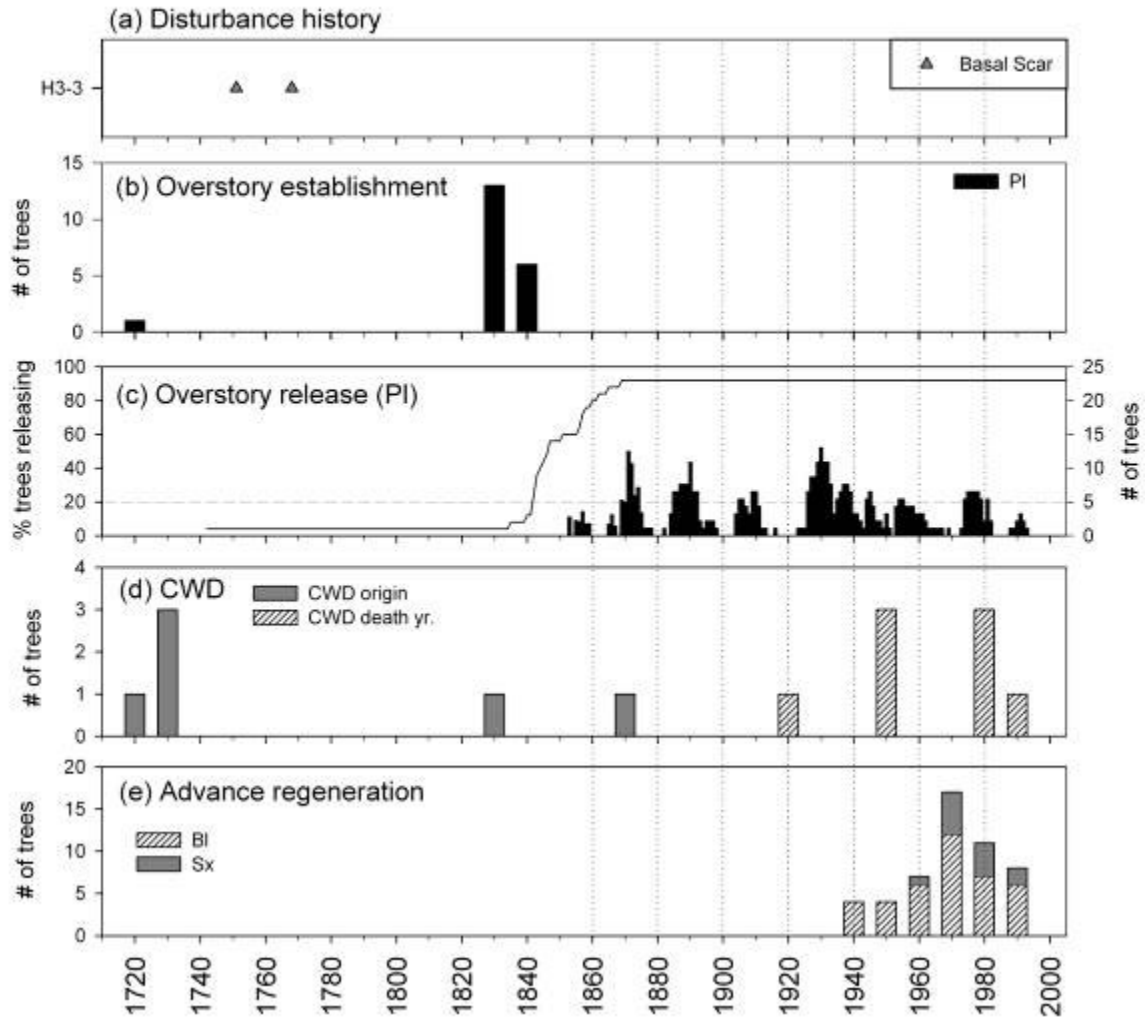 (a) Disturbance history
H3-3
Basal Scar
(b) Overstory establishment
Pl
# of trees
15
10
5
0
(c) Overstory release (Pl)
% trees releasing
100
80
60
40
20
0
25
20
15
10
5
0
# of trees
(d) CWD
CWD origin
CWD death yr.
# of trees
4
3
2
1
0
(e) Advance regeneration
Bl
Sx
# of trees
20
15
10
5
0
1720
1740
1760
1780
1800
1820
1840
1860
1880
1900
1920
1940
1960
1980
2000